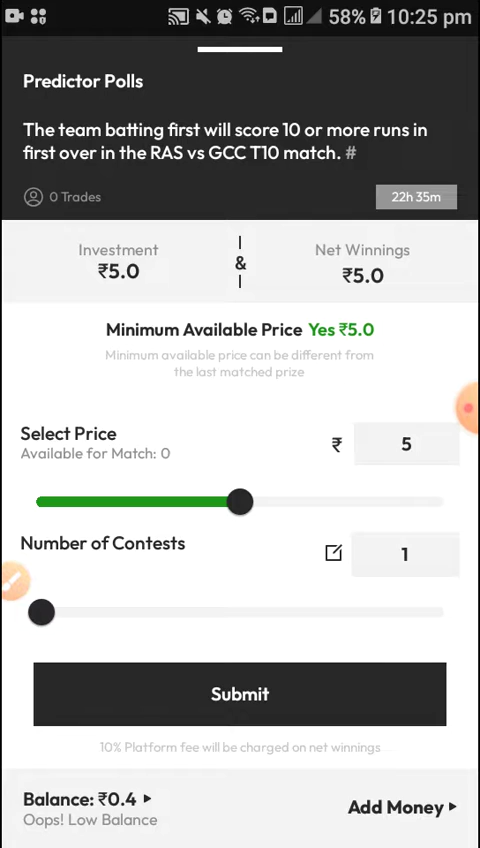 58% 10:25 pm
Predictor Polls
The team batting first will score 10 or more runs in
first over in the RAS vs GCC T10 match. #
0 Trades
22h 35m
Investment
₹5.0
&
Net Winnings
₹5.0
Minimum Available Price Yes ₹5.0
Minimum available price can be different from
the last matched prize
Select Price
Available for Match: 0
₹ 5
Number of Contests
1
Submit
10% Platform fee will be charged on net winnings
Balance: ₹0.4
Oops! Low Balance
Add Money